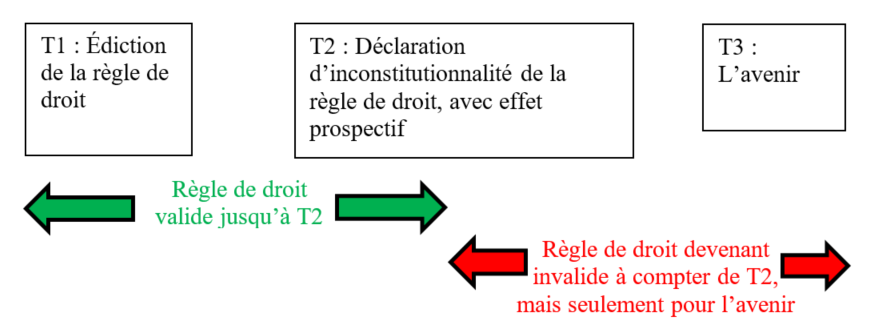 T1 : Édiction
de la règle de
droit
T2 : Déclaration
d’inconstitutionnalité de la
règle de droit, avec effet
prospectif
T3 :
L’avenir
Règle de droit
valide jusqu’à T2
Règle de droit devenant
invalide à compter de T2,
mais seulement pour l’avenir